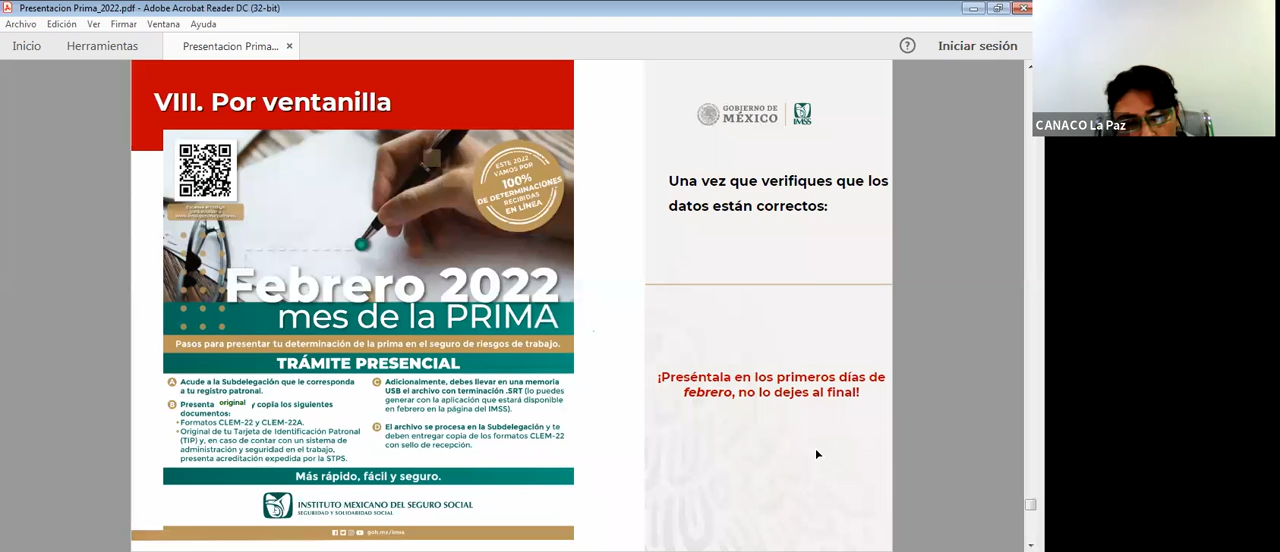 Presentacion Prima_2022.pdf - Adobe Acrobat Reader DC (32-bit)
Archivo Edición Ver Firmar Ventana Ayuda
Inicio Herramientas Presentacion Prima... × ? Iniciar sesión
VIII. Por ventanilla
ESTE 2022
VAMOS POR
100%
DE DETERMINACIONES
RECIBIDAS
EN LÍNEA
Febrero 2022
mes de la PRIMA
Pasos para presentar tu determinación de la prima en el seguro de riesgos de trabajo.
TRÁMITE PRESENCIAL
A Acude a la Subdelegación que le corresponda
a tu registro patronal.
B Presenta original y copia los siguientes
documentos:
• Formatos CLEM-22 y CLEM-22A.
• Original de tu Tarjeta de Identificación Patronal
(TIP) y, en caso de contar con un sistema de
administración y seguridad en el trabajo,
presenta acreditación expedida por la STPS.
C Adicionalmente, debes llevar en una memoria
USB el archivo con terminación .SRT (lo puedes
generar con la aplicación que estará disponible
en febrero en la página del IMSS).
D El archivo se procesa en la Subdelegación y te
deben entregar copia de los formatos CLEM-22
con sello de recepción.
Más rápido, fácil y seguro.
INSTITUTO MEXICANO DEL SEGURO SOCIAL
SEGURIDAD Y SOLIDARIDAD SOCIAL
gob.mx/imss
GOBIERNO DE
MÉXICO
IMSS
Una vez que verifiques que los
datos están correctos:
¡Preséntala en los primeros días de
febrero, no lo dejes al final!
CANACO La Paz